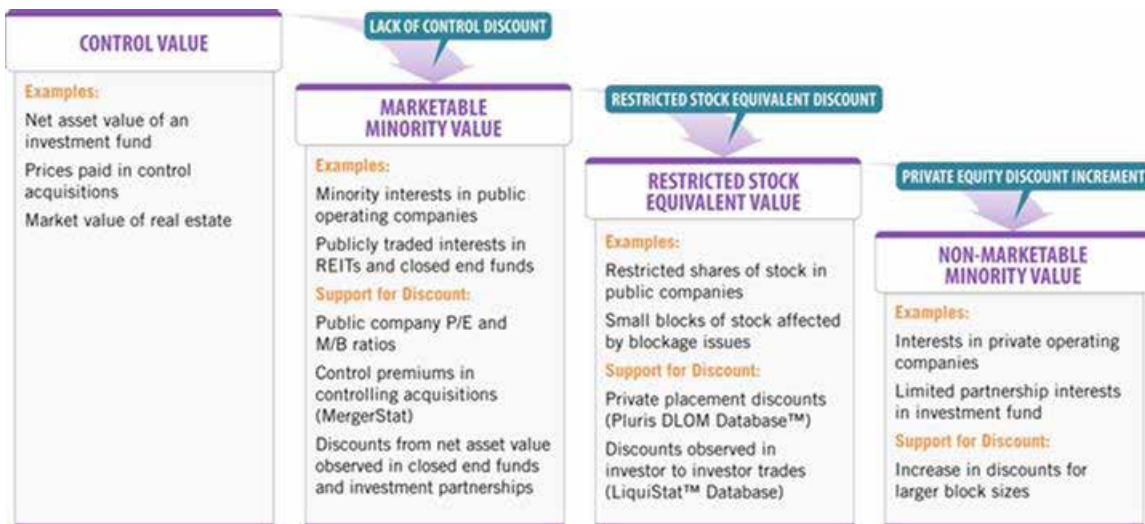 CONTROL VALUE
Examples:
Net asset value of an
investment fund
Prices paid in control
acquisitions
Market value of real estate
LACK OF CONTROL DISCOUNT
MARKETABLE
MINORITY VALUE
Examples:
Minority interests in public
operating companies
Publicly traded interests in
REITs and closed end funds
Support for Discount:
Public company P/E and
M/B ratios
Control premiums in
controlling acquisitions
(MergerStat)
Discounts from net asset value
observed in closed end funds
and investment partnerships
RESTRICTED STOCK EQUIVALENT DISCOUNT
RESTRICTED STOCK
EQUIVALENT VALUE
Examples:
Restricted shares of stock in
public companies
Small blocks of stock affected
by blockage issues
Support for Discount:
Private placement discounts
(Pluris DLOM Database™)
Discounts observed in
investor to investor trades
(LiquiStat™ Database)
PRIVATE EQUITY DISCOUNT INCREMENT
NON-MARKETABLE
MINORITY VALUE
Examples:
Interests in private operating
companies
Limited partnership interests
in investment fund
Support for Discount:
Increase in discounts for
larger block sizes